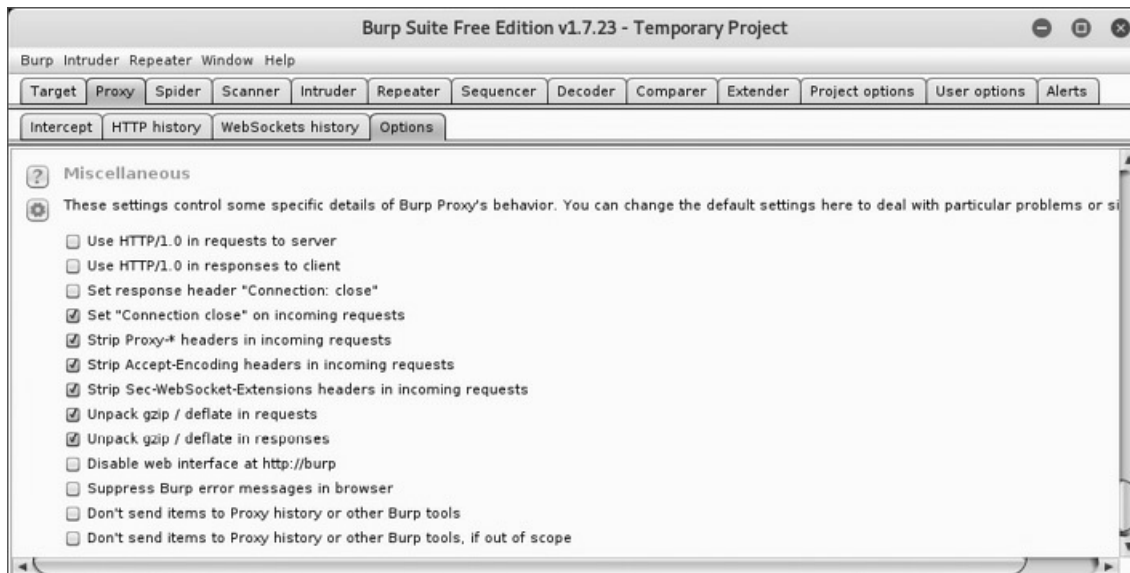 Burp Suite Free Edition v1.7.23 - Temporary Project
Burp Intruder Repeater Window Help
Target Proxy Spider Scanner Intruder Repeater Sequencer Decoder Comparer Extender Project options User options Alerts
Intercept HTTP history WebSockets history Options
? Miscellaneous
These settings control some specific details of Burp Proxy's behavior. You can change the default settings here to deal with particular problems or si
Use HTTP/1.0 in requests to server
Use HTTP/1.0 in responses to client
Set response header "Connection: close"
Set "Connection close" on incoming requests
Strip Proxy-* headers in incoming requests
Strip Accept-Encoding headers in incoming requests
Strip Sec-WebSocket-Extensions headers in incoming requests
Unpack gzip / deflate in requests
Unpack gzip / deflate in responses
Disable web interface at http://burp
Suppress Burp error messages in browser
Don't send items to Proxy history or other Burp tools
Don't send items to Proxy history or other Burp tools, if out of scope